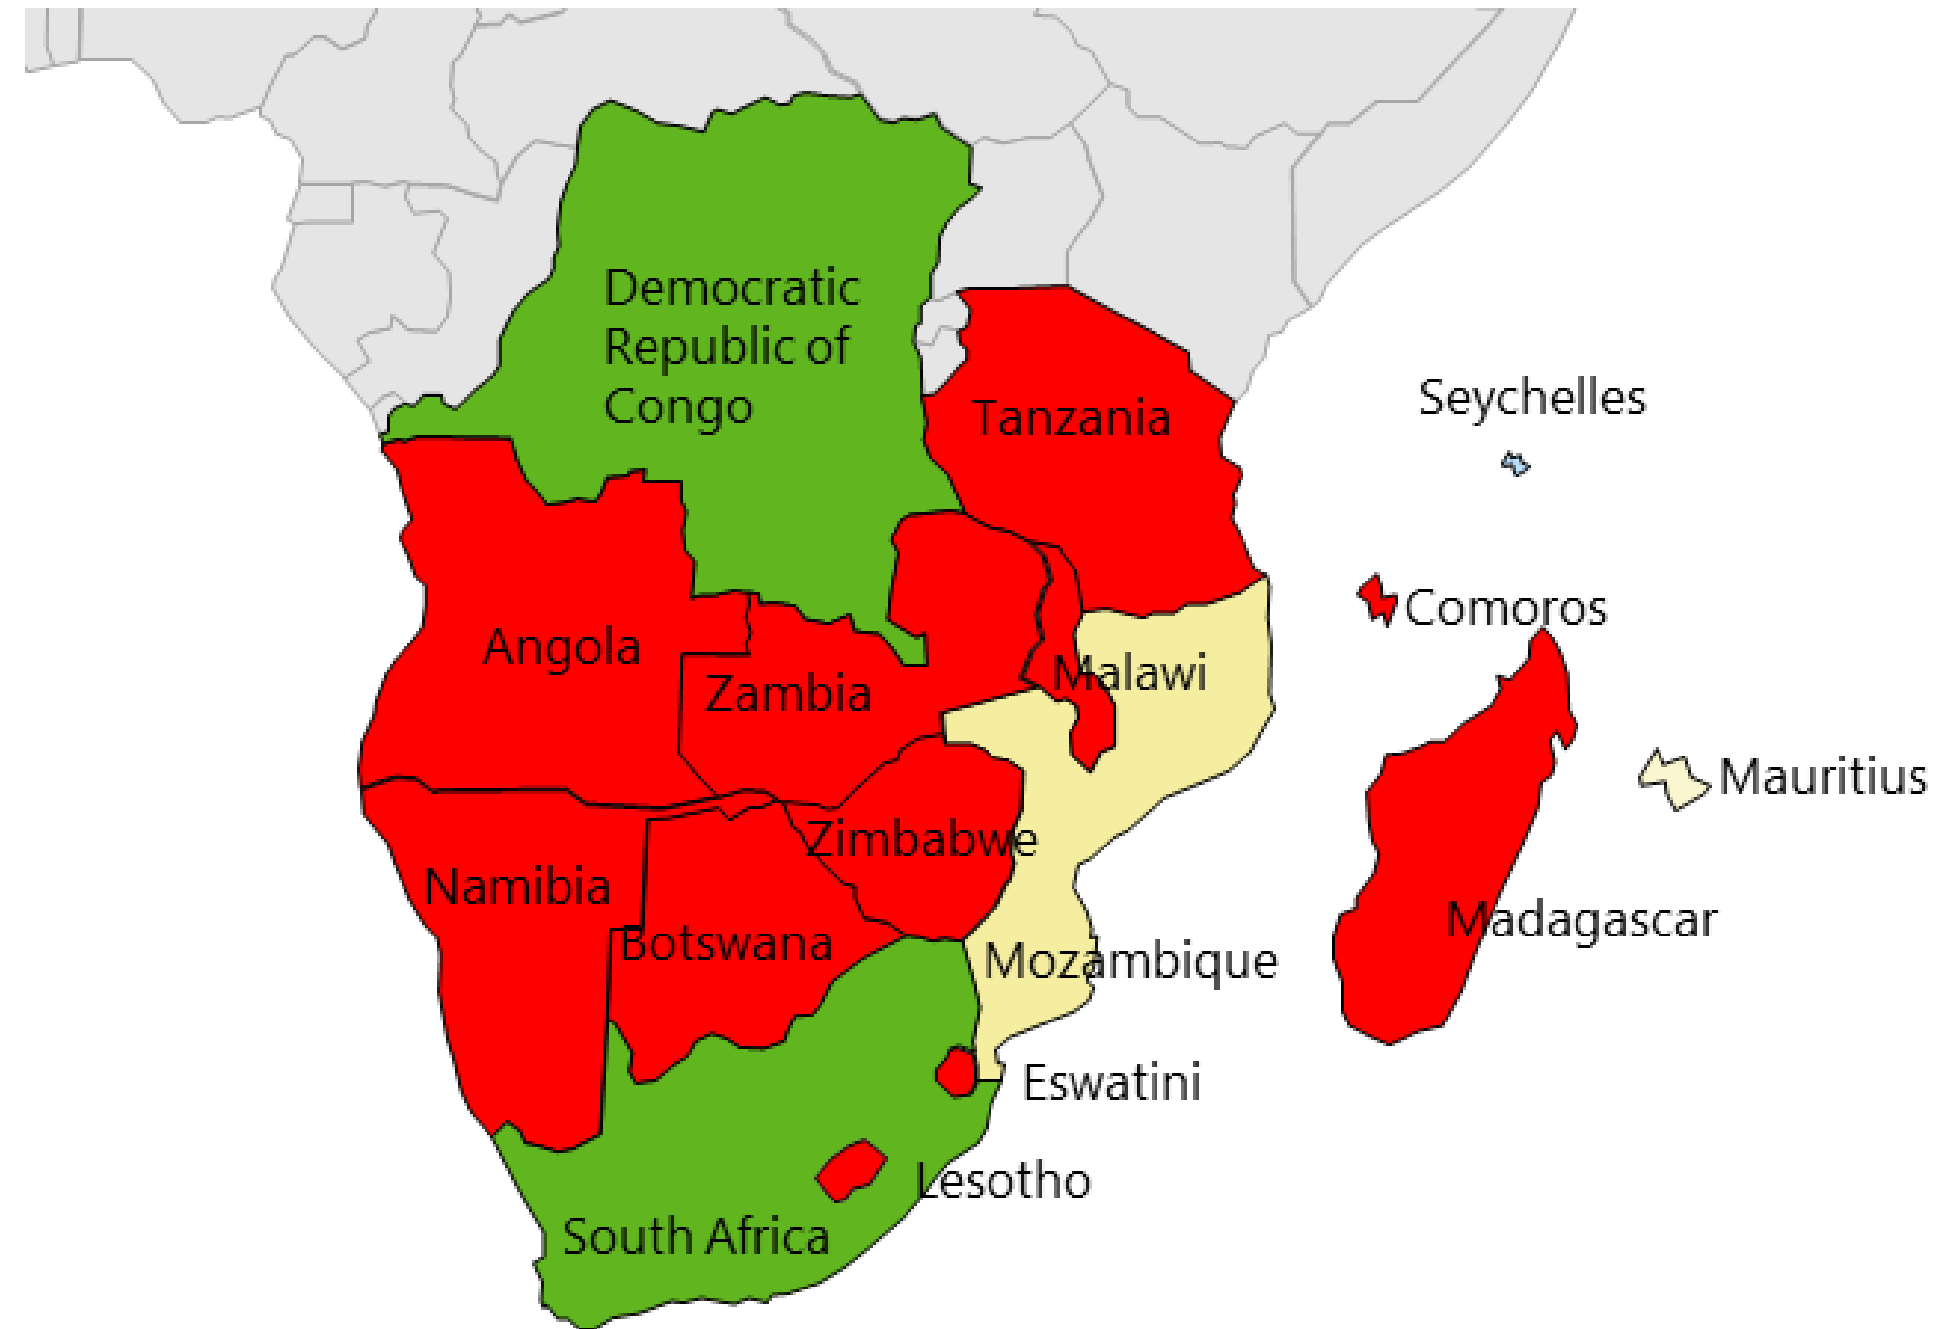 Democratic
Republic of
Congo
Tanzania
Seychelles
Comoros
Angola
Malawi
Zambia
Mauritius
Zimbabwe
Namibia
Madagascar
Botswana
Mozambique
Eswatini
Lesotho
South Africa